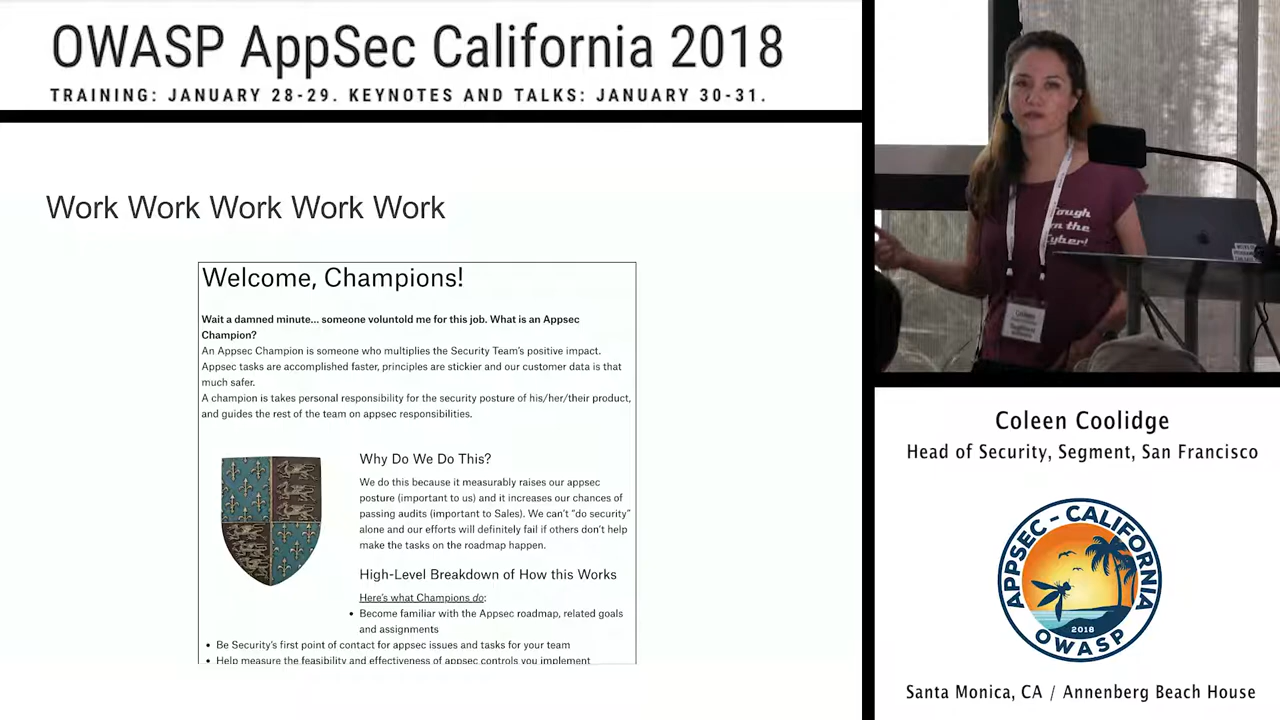 OWASP AppSec California 2018
TRAINING: JANUARY 28-29. KEYNOTES AND TALKS: JANUARY 30-31.
Work Work Work Work Work
Welcome, Champions!
Wait a damned minute... someone voluntold me for this job. What is an Appsec
Champion?
An Appsec Champion is someone who multiplies the Security Team's positive impact.
Appsec tasks are accomplished faster, principles are stickier and our customer data is that
much safer.
A champion is takes personal responsibility for the security posture of his/her/their product,
and guides the rest of the team on appsec responsibilities.
Why Do We Do This?
We do this because it measurably raises our appsec
posture (important to us) and it increases our chances of
passing audits (important to Sales). We can't "do security"
alone and our efforts will definitely fail if others don't help
make the tasks on the roadmap happen.
High-Level Breakdown of How this Works
Here's what Champions do:
• Become familiar with the Appsec roadmap, related goals
and assignments
• Be Security's first point of contact for appsec issues and tasks for your team
• Help measure the feasibility and effectiveness of appsec controls you implement
the
Cyber!
Coleen
Coleen Coolidge
Head of Security, Segment, San Francisco
APPSEC - CALIFORNIA
2018
OWASP
Santa Monica, CA / Annenberg Beach House